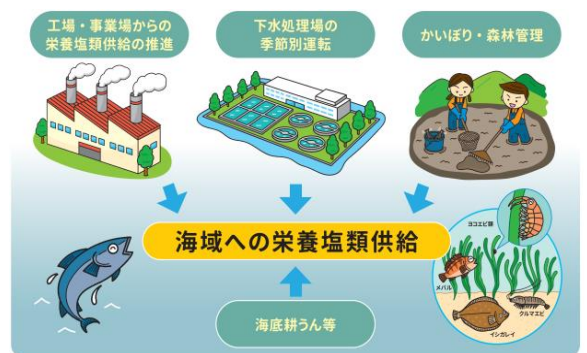 工場・事業場からの
栄養塩類供給の推進
下水処理場の
季節別運転
かいぼり・森林管理
海域への栄養塩類供給
ヨコエビ類
メバル
クルマエビ
イシガレイ
海底耕うん等